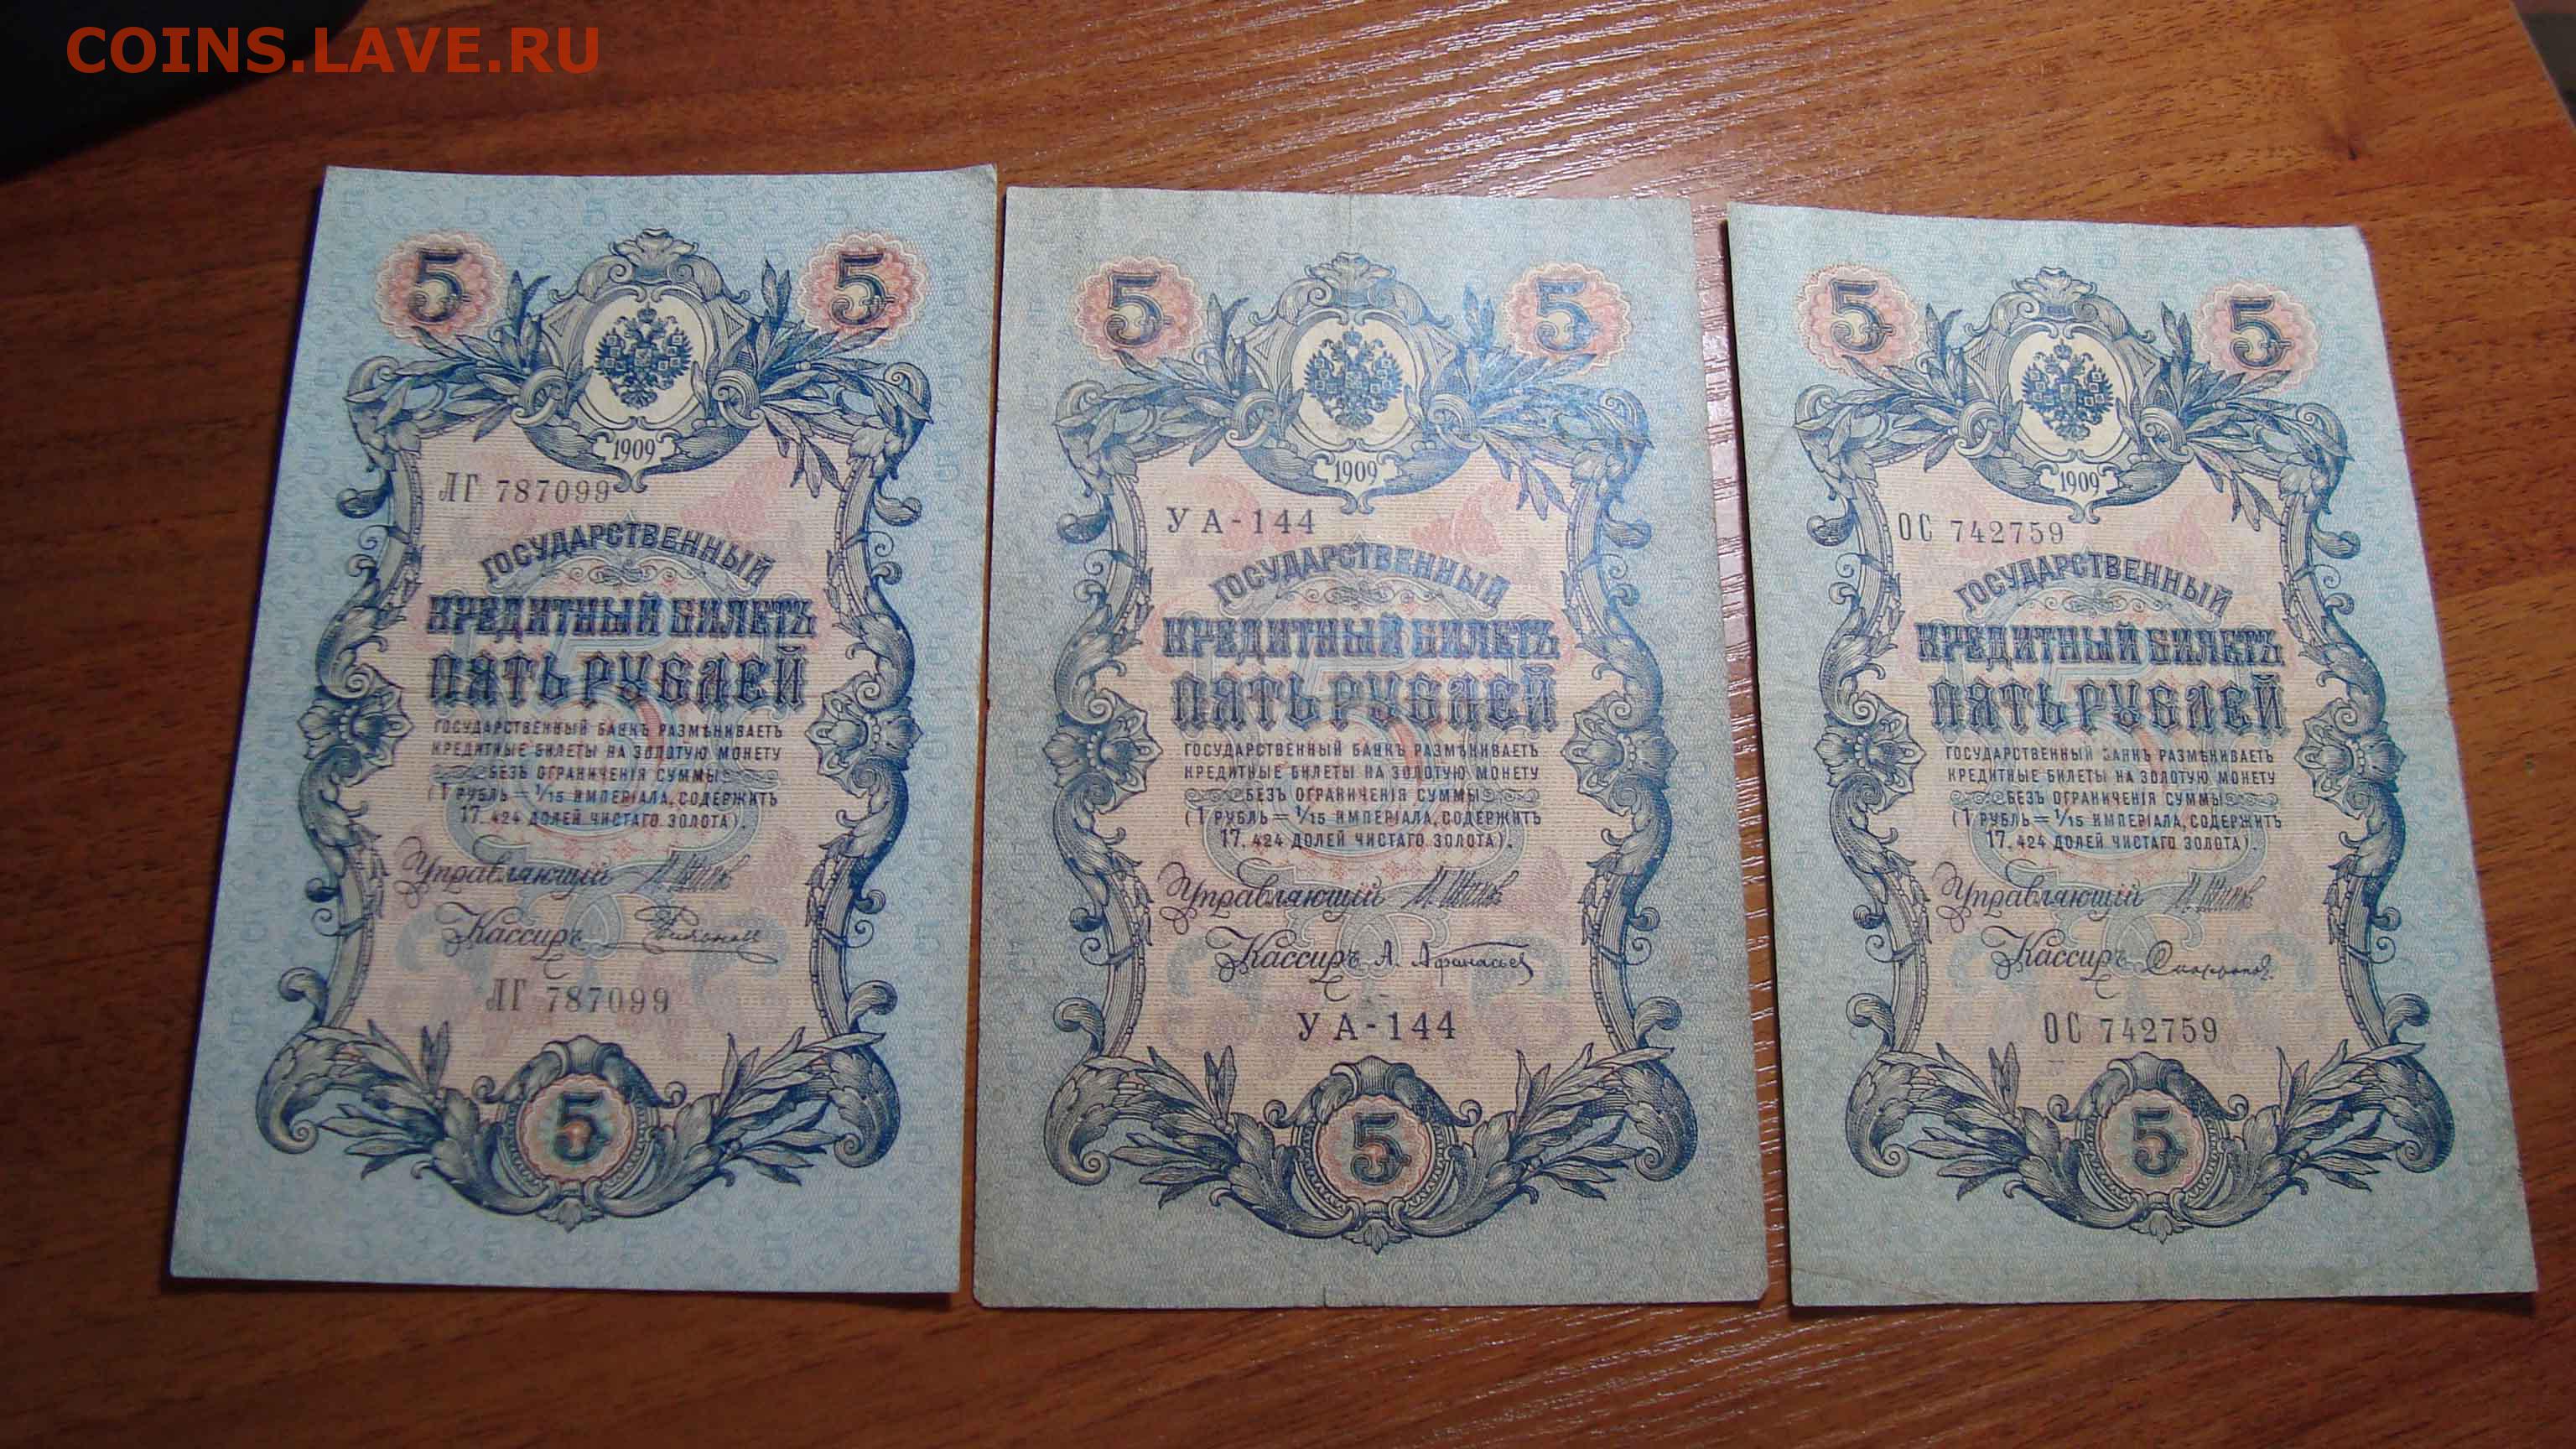 COINS.LAVE.RU
5 5
1909
ЛГ 787099
ГОСУДАРСТВЕННЫЙ
КРЕДИТНЫЙ БИЛЕТЪ
ПЯТЬ РУБЛЕЙ
ГОСУДАРСТВЕННЫЙ БАНКЪ РАЗМѢНИВАЕТЪ
КРЕДИТНЫЕ БИЛЕТЫ НА ЗОЛОТУЮ МОНЕТУ
БЕЗЪ ОГРАНИЧЕНІЯ СУММЫ
(1 РУБЛЬ = 1/15 ИМПЕРІАЛА, СОДЕРЖИТЪ
17.424 ДОЛЕЙ ЧИСТАГО ЗОЛОТА).
Управляющій
Кассиръ
ЛГ 787099
5
5 5
1909
УА-144
ГОСУДАРСТВЕННЫЙ
КРЕДИТНЫЙ БИЛЕТЪ
ПЯТЬ РУБЛЕЙ
ГОСУДАРСТВЕННЫЙ БАНКЪ РАЗМѢНИВАЕТЪ
КРЕДИТНЫЕ БИЛЕТЫ НА ЗОЛОТУЮ МОНЕТУ
БЕЗЪ ОГРАНИЧЕНІЯ СУММЫ
(1 РУБЛЬ = 1/15 ИМПЕРІАЛА, СОДЕРЖИТЪ
17.424 ДОЛЕЙ ЧИСТАГО ЗОЛОТА).
Управляющій
Кассиръ А. Афанасьев
УА-144
5
5 5
1909
ОС 742759
ГОСУДАРСТВЕННЫЙ
КРЕДИТНЫЙ БИЛЕТЪ
ПЯТЬ РУБЛЕЙ
ГОСУДАРСТВЕННЫЙ БАНКЪ РАЗМѢНИВАЕТЪ
КРЕДИТНЫЕ БИЛЕТЫ НА ЗОЛОТУЮ МОНЕТУ
БЕЗЪ ОГРАНИЧЕНІЯ СУММЫ
(1 РУБЛЬ = 1/15 ИМПЕРІАЛА, СОДЕРЖИТЪ
17.424 ДОЛЕЙ ЧИСТАГО ЗОЛОТА).
Управляющій
Кассиръ
ОС 742759
5